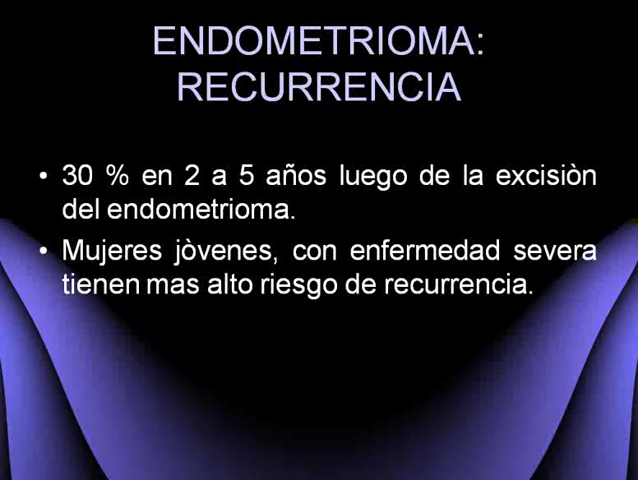 ENDOMETRIOMA:
RECURRENCIA
• 30 % en 2 a 5 años luego de la excisiòn
del endometrioma.
• Mujeres jòvenes, con enfermedad severa
tienen mas alto riesgo de recurrencia.